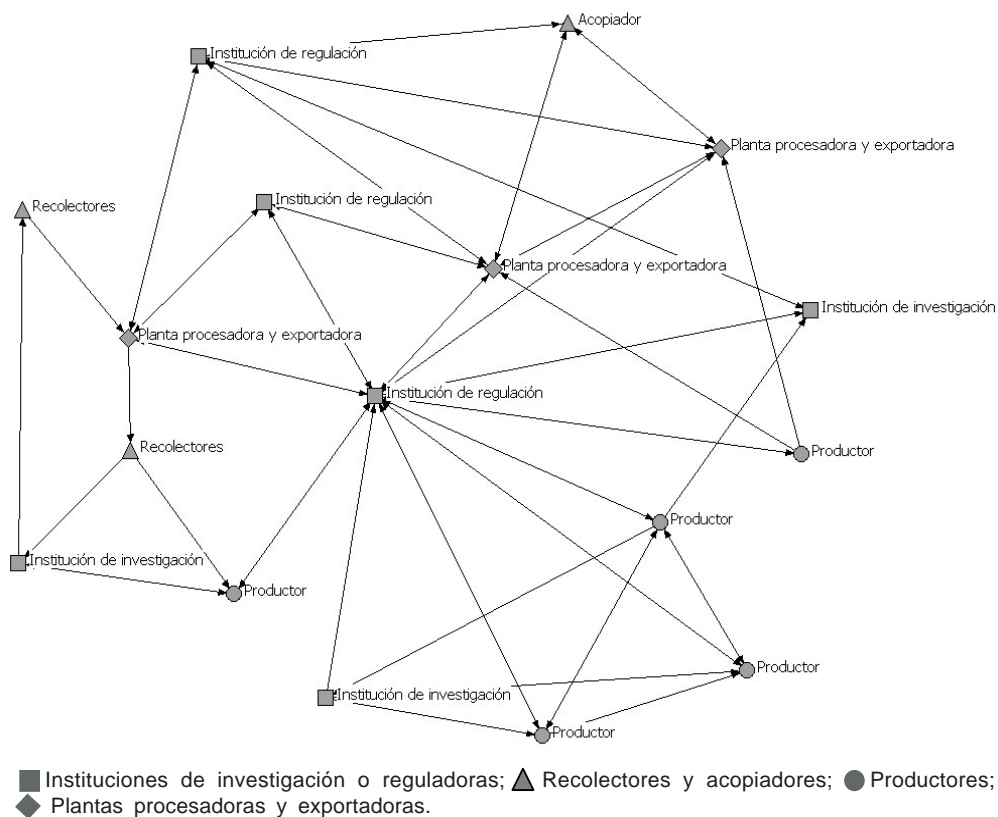 Acopiador
Institución de regulación
Planta procesadora y exportadora
Institución de regulación
Recolectores
Planta procesadora y exportadora
Institución de investigación
Planta procesadora y exportadora
Institución de regulación
Recolectores
Productor
Productor
Institución de investigación
Productor
Productor
Institución de investigación
Productor
Instituciones de investigación o reguladoras; Recolectores y acopiadores; Productores;
Plantas procesadoras y exportadoras.